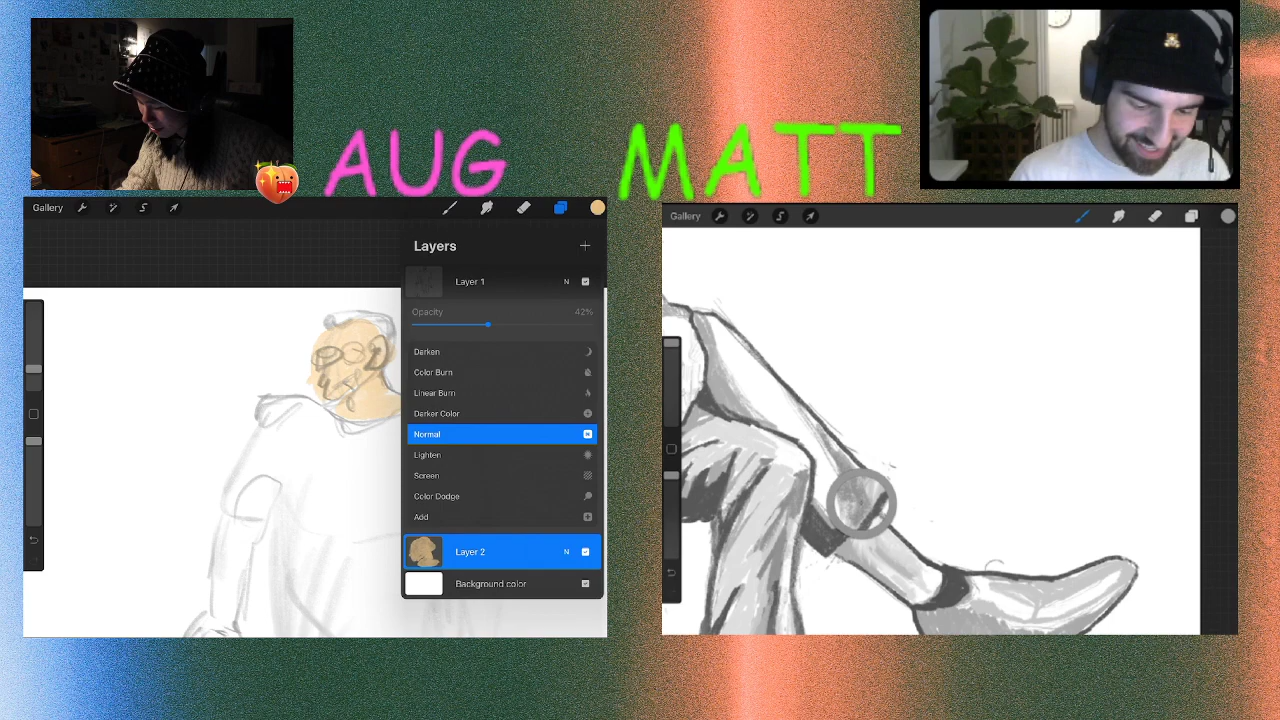 AUG
MATT
Gallery
Layers
Layer 1
N
Opacity
42%
Darken
Color Burn
Linear Burn
Darker Color
Normal
N
Lighten
Screen
Color Dodge
Add
Layer 2
N
Background color
Gallery